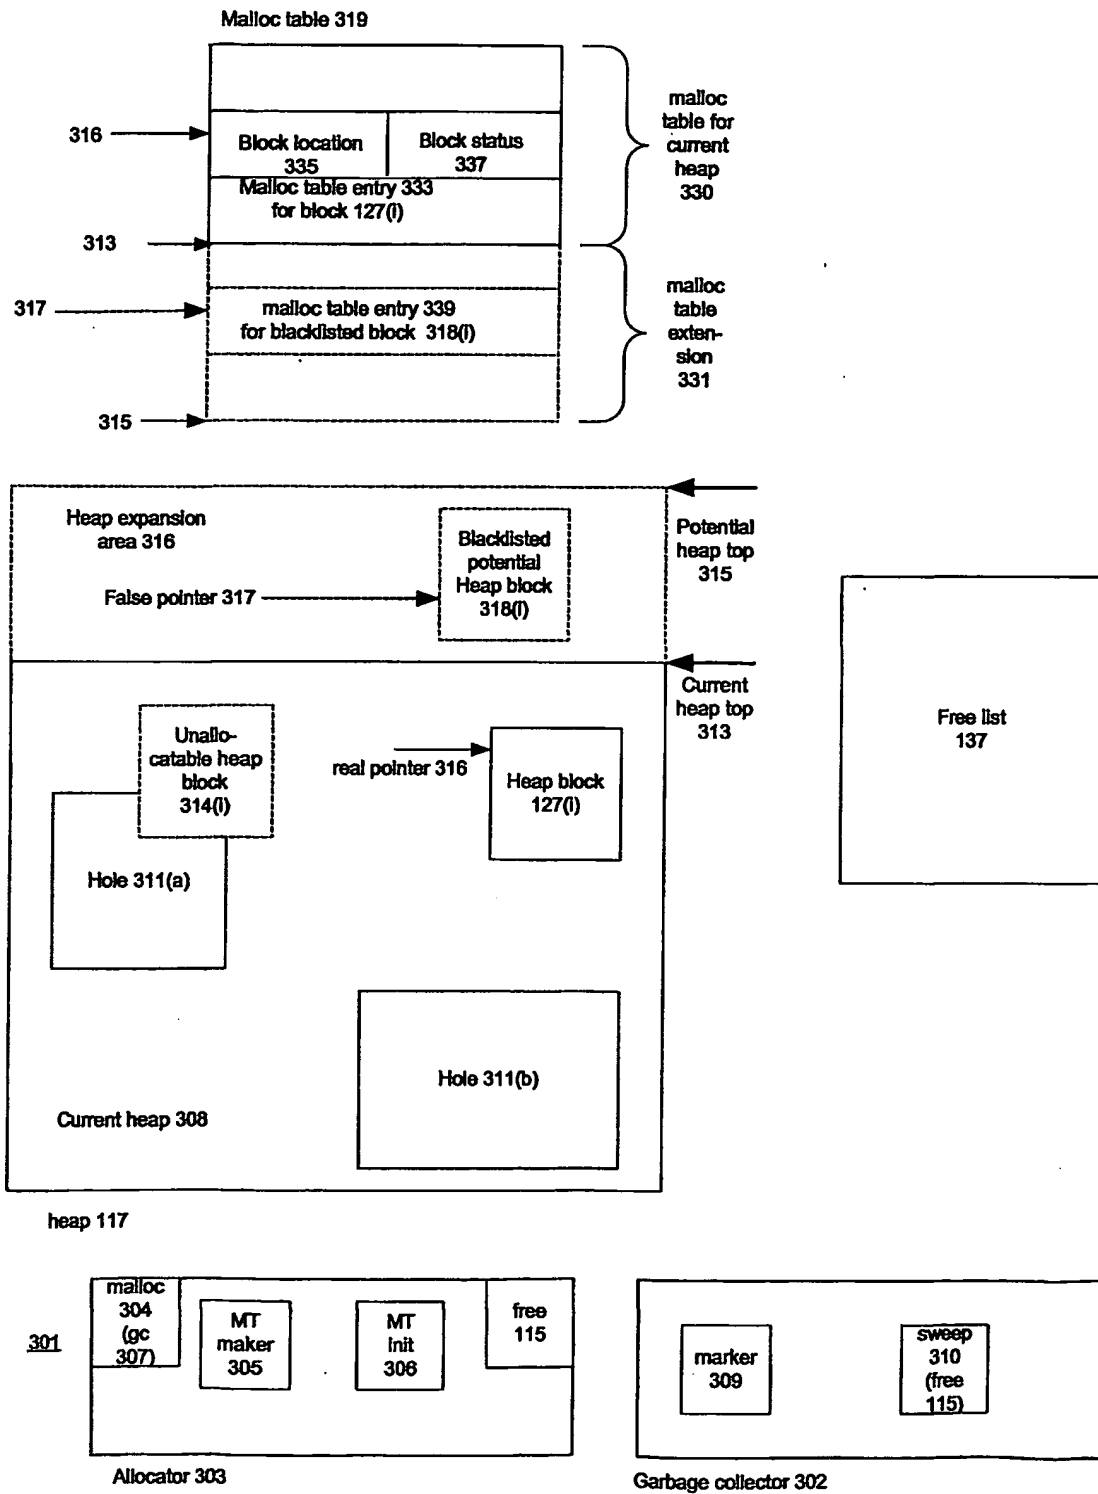 Malloc table 319
316
Block location
335
Block status
337
Malloc table entry 333
for block 127(i)
malloc
table for
current
heap
330
313
317
malloc table entry 339
for blacklisted block 318(i)
malloc
table
exten-
sion
331
315
Heap expansion
area 316
Blacklisted
potential
Heap block
318(i)
False pointer 317
Potential
heap top
315
Current
heap top
313
Free list
137
Unallo-
catable heap
block
314(i)
real pointer 316
Heap block
127(i)
Hole 311(a)
Hole 311(b)
Current heap 308
heap 117
301
malloc
304
(gc
307)
MT
maker
305
MT
init
306
free
115
marker
309
sweep
310
(free
115)
Allocator 303
Garbage collector 302